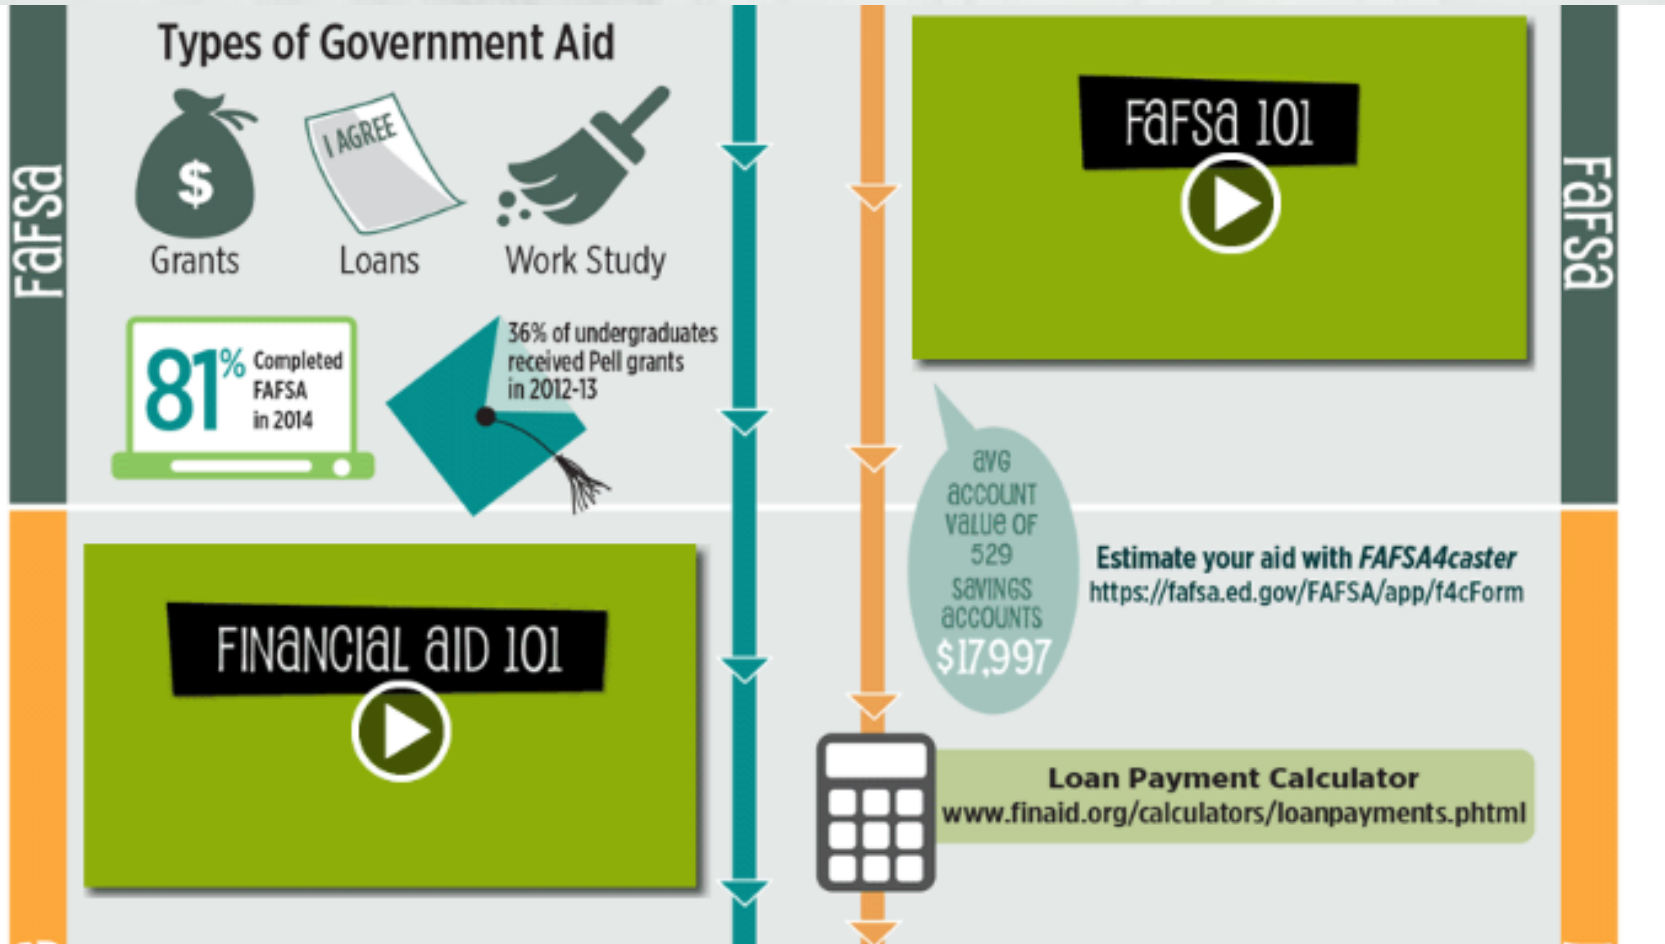 FAFSA
Types of Government Aid
$
I AGREE
Grants
Loans
Work Study
81% Completed
FAFSA
in 2014
36% of undergraduates
received Pell grants
in 2012-13
FAFSA 101
FAFSA
FINANCIAL AID 101
AVG
ACCOUNT
VALUE OF
529
SAVINGS
ACCOUNTS
$17,997
Estimate your aid with FAFSA4caster
https://fafsa.ed.gov/FAFSA/app/f4cForm
Loan Payment Calculator
www.finaid.org/calculators/loanpayments.phtml